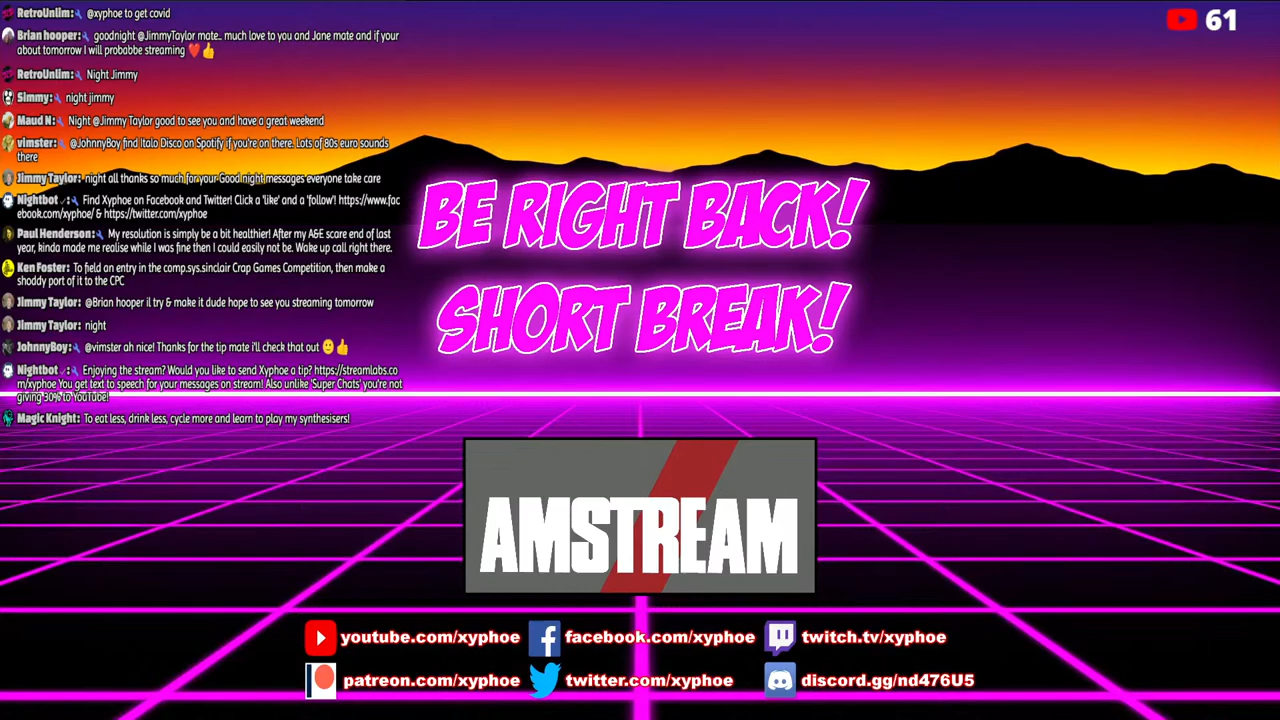 RetroUnlim: @xyphoe to get covid
61
Brian hooper: goodnight @JimmyTaylor mate.. much love to you and Jane mate and if your
about tomorrow I will probabbe streaming ❤️👍
RetroUnlim: Night Jimmy
Simmy: night jimmy
Maud N: Night @Jimmy Taylor good to see you and have a great weekend
vimster: @JohnnyBoy find Italo Disco on Spotify if you're on there. Lots of 80s euro sounds
there
Jimmy Taylor: night all thanks so much for your Good night messages everyone take care
Nightbot ✓: Find Xyphoe on Facebook and Twitter! Click a 'like' and a 'follow'! https://www.fac
ebook.com/xyphoe/ & https://twitter.com/xyphoe
Paul Henderson: My resolution is simply be a bit healthier! After my A&E scare end of last
year, kinda made me realise while I was fine then I could easily not be. Wake up call right there.
Ken Foster: To field an entry in the comp.sys.sinclair Crap Games Competition, then make a
shoddy port of it to the CPC
Jimmy Taylor: @Brian hooper il try & make it dude hope to see you streaming tomorrow
Jimmy Taylor: night
JohnnyBoy: @vimster ah nice! Thanks for the tip mate i'll check that out 🙂👍
Nightbot ✓: Enjoying the stream? Would you like to send Xyphoe a tip? https://streamlabs.co
m/xyphoe You get text to speech for your messages on stream! Also unlike 'Super Chats' you're not
giving 30% to YouTube!
Magic Knight: To eat less, drink less, cycle more and learn to play my synthesisers!
BE RIGHT BACK!
SHORT BREAK!
AMSTREAM
youtube.com/xyphoe facebook.com/xyphoe twitch.tv/xyphoe
patreon.com/xyphoe twitter.com/xyphoe discord.gg/nd476U5